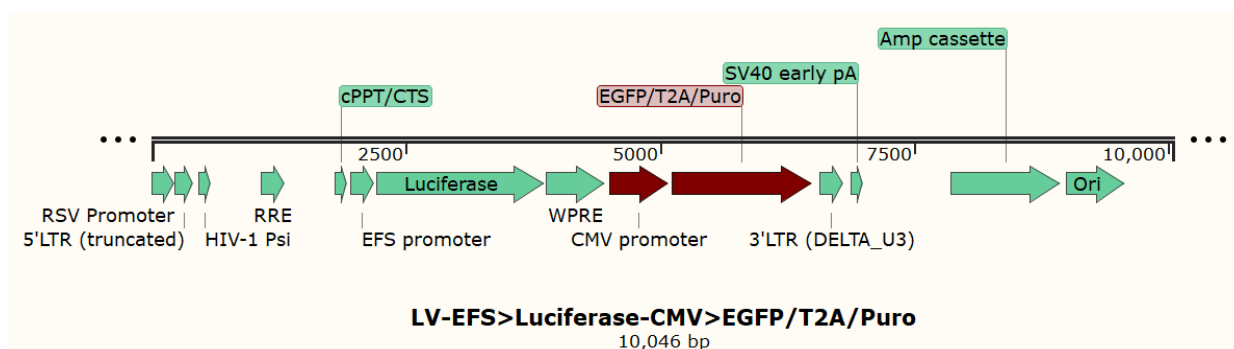 Amp cassette
SV40 early pA
cPPT/CTS
EGFP/T2A/Puro
2500
5000
7500
10,000
Luciferase
Ori
RSV Promoter
RRE
WPRE
5'LTR (truncated)
HIV-1 Psi
EFS promoter
CMV promoter
3'LTR (DELTA_U3)
LV-EFS>Luciferase-CMV>EGFP/T2A/Puro
10,046 bp